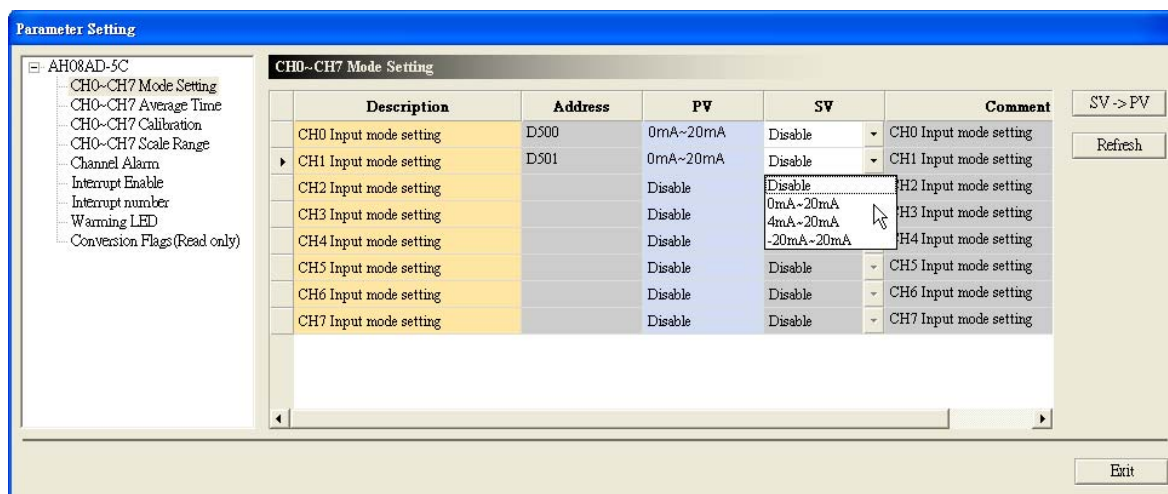 Parameter Setting
AH08AD-5C
CH0~CH7 Mode Setting
CH0~CH7 Average Time
CH0~CH7 Calibration
CH0~CH7 Scale Range
Channel Alarm
Interrupt Enable
Interrupt number
Warning LED
Conversion Flags(Read only)
CH0~CH7 Mode Setting
Description Address PV SV Comment
CH0 Input mode setting D500 0mA~20mA Disable CH0 Input mode setting
CH1 Input mode setting D501 0mA~20mA Disable CH1 Input mode setting
CH2 Input mode setting Disable H2 Input mode setting
CH3 Input mode setting Disable H3 Input mode setting
CH4 Input mode setting Disable H4 Input mode setting
CH5 Input mode setting Disable Disable CH5 Input mode setting
CH6 Input mode setting Disable Disable CH6 Input mode setting
CH7 Input mode setting Disable Disable CH7 Input mode setting
Disable
0mA~20mA
4mA~20mA
-20mA~20mA
SV->PV
Refresh
Exit